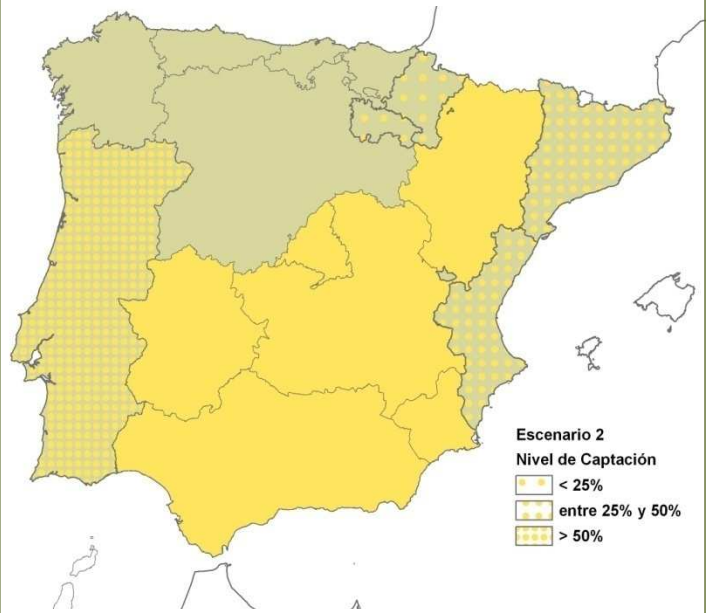 Escenario 2
Nivel de Captación
< 25%
entre 25% y 50%
> 50%